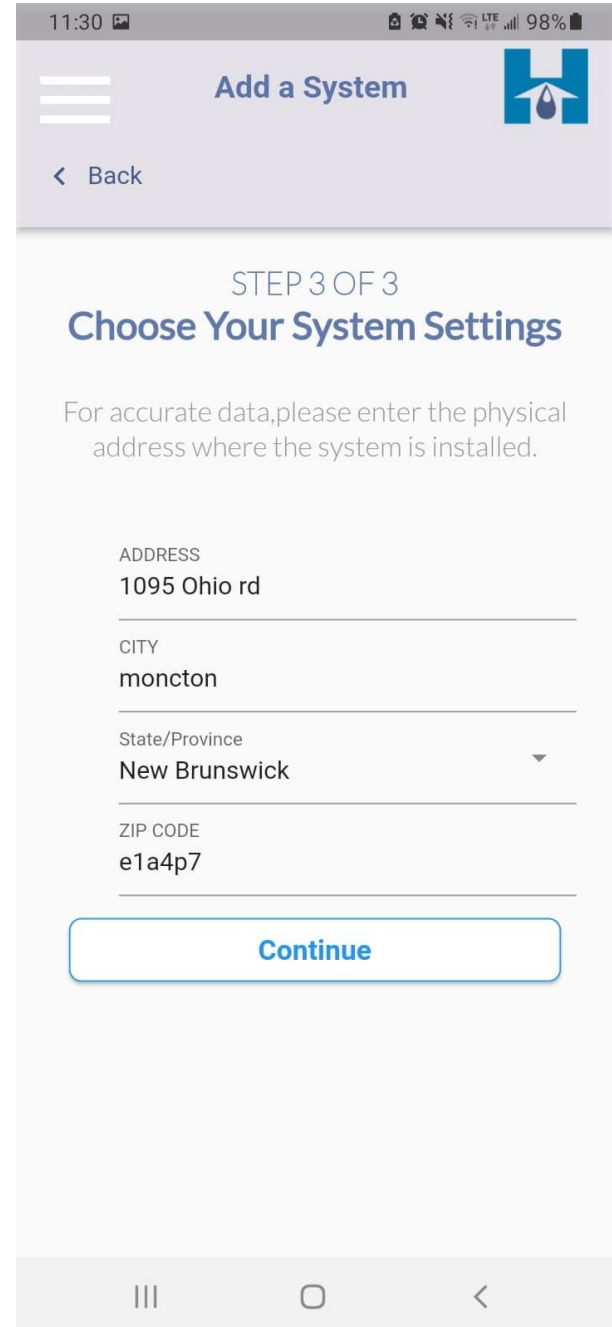 11:30
LTE
98%
Add a System
Back
STEP 3 OF 3
Choose Your System Settings
For accurate data,please enter the physical
address where the system is installed.
ADDRESS
1095 Ohio rd
CITY
moncton
State/Province
New Brunswick
ZIP CODE
e1a4p7
Continue